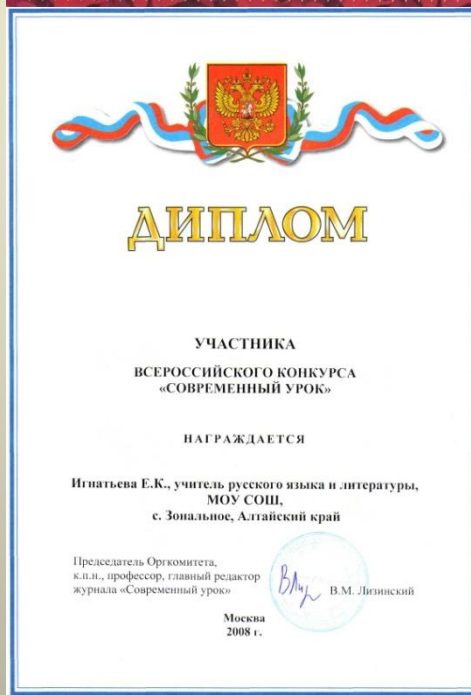 ДИПЛОМ
УЧАСТНИКА
ВСЕРОССИЙСКОГО КОНКУРСА
«СОВРЕМЕННЫЙ УРОК»
НАГРАЖДАЕТСЯ
Игнатьева Е.К., учитель русского языка и литературы,
МОУ СОШ,
с. Зональное, Алтайский край
Председатель Оргкомитета,
к.п.н., профессор, главный редактор
журнала «Современный урок» В.М. Лизинский
Москва
2008 г.